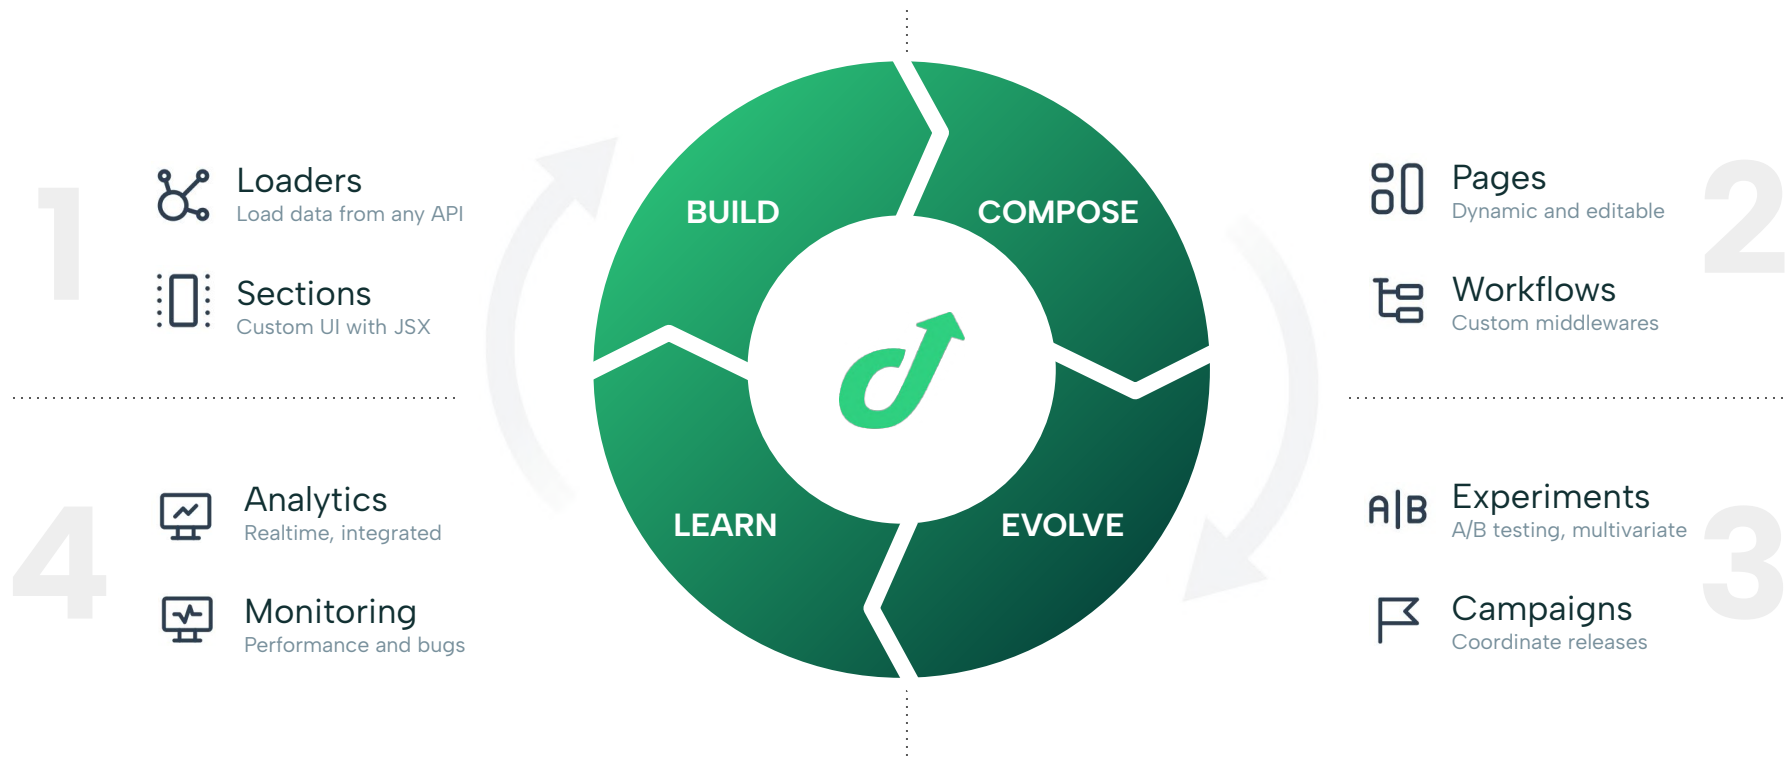 1
Loaders
Load data from any API
Sections
Custom UI with JSX
BUILD
COMPOSE
2
Pages
Dynamic and editable
Workflows
Custom middlewares
EVOLVE
3
A|B
Experiments
A/B testing, multivariate
Campaigns
Coordinate releases
LEARN
4
Analytics
Realtime, integrated
Monitoring
Performance and bugs